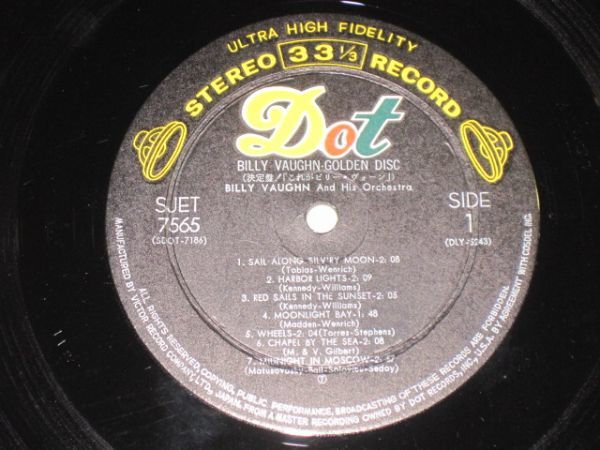 ULTRA HIGH FIDELITY
STEREO 33 1/3 RECORD
Dot
BILLY VAUGHN-GOLDEN DISC
(決定盤!「これがビリー・ヴォーン」)
BILLY VAUGHN And His Orchestra
SJET
7565
(SDOT-7186)
SIDE
1
(DLY-5243)
1. SAIL ALONG SILV'RY MOON-2:08
(Tobias-Wenrich)
2. HARBOR LIGHTS-2:09
(Kennedy-Williams)
3. RED SAILS IN THE SUNSET-2:05
(Kennedy-Williams)
4. MOONLIGHT BAY-1:48
(Madden-Wenrich)
5. WHEELS-2:04(Torres-Stephens)
6. CHAPEL BY THE SEA-2:08
(M. & V. Gilbert)
7. MIDNIGHT IN MOSCOW-2:57
MANUFACTURED BY VICTOR RECORD COMPANY, LTD., JAPAN, FROM A MASTER RECORDING OWNED BY DOT RECORDS, INC., U.S.A. BY AGREEMENT WITH COSDEL INC.
ALL RIGHTS RESERVED, COPYING, PUBLIC PERFORMANCE, BROADCASTING OF THESE RECORDS ARE FORBIDDEN.